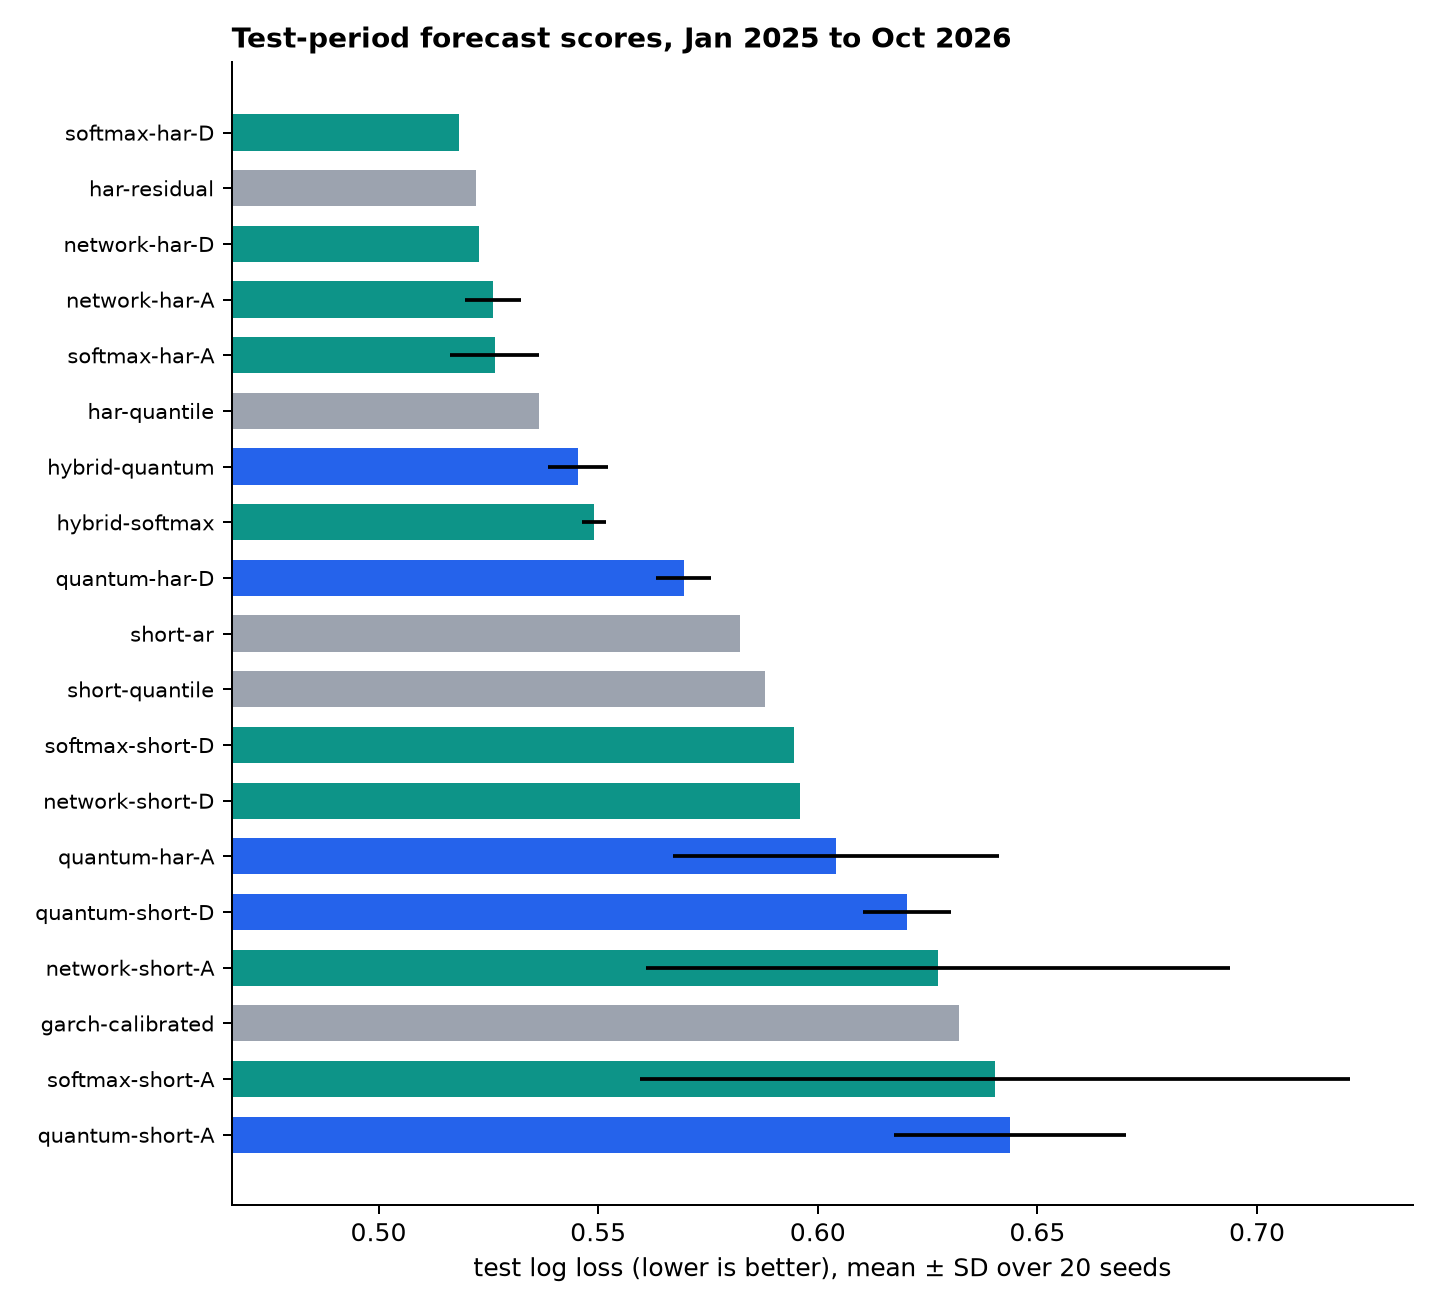 Test-period forecast scores, Jan 2025 to Oct 2026
softmax-har-D
har-residual
network-har-D
network-har-A
softmax-har-A
har-quantile
hybrid-quantum
hybrid-softmax
quantum-har-D
short-ar
short-quantile
softmax-short-D
network-short-D
quantum-har-A
quantum-short-D
network-short-A
garch-calibrated
softmax-short-A
quantum-short-A
0.50 0.55 0.60 0.65 0.70
test log loss (lower is better), mean ± SD over 20 seeds